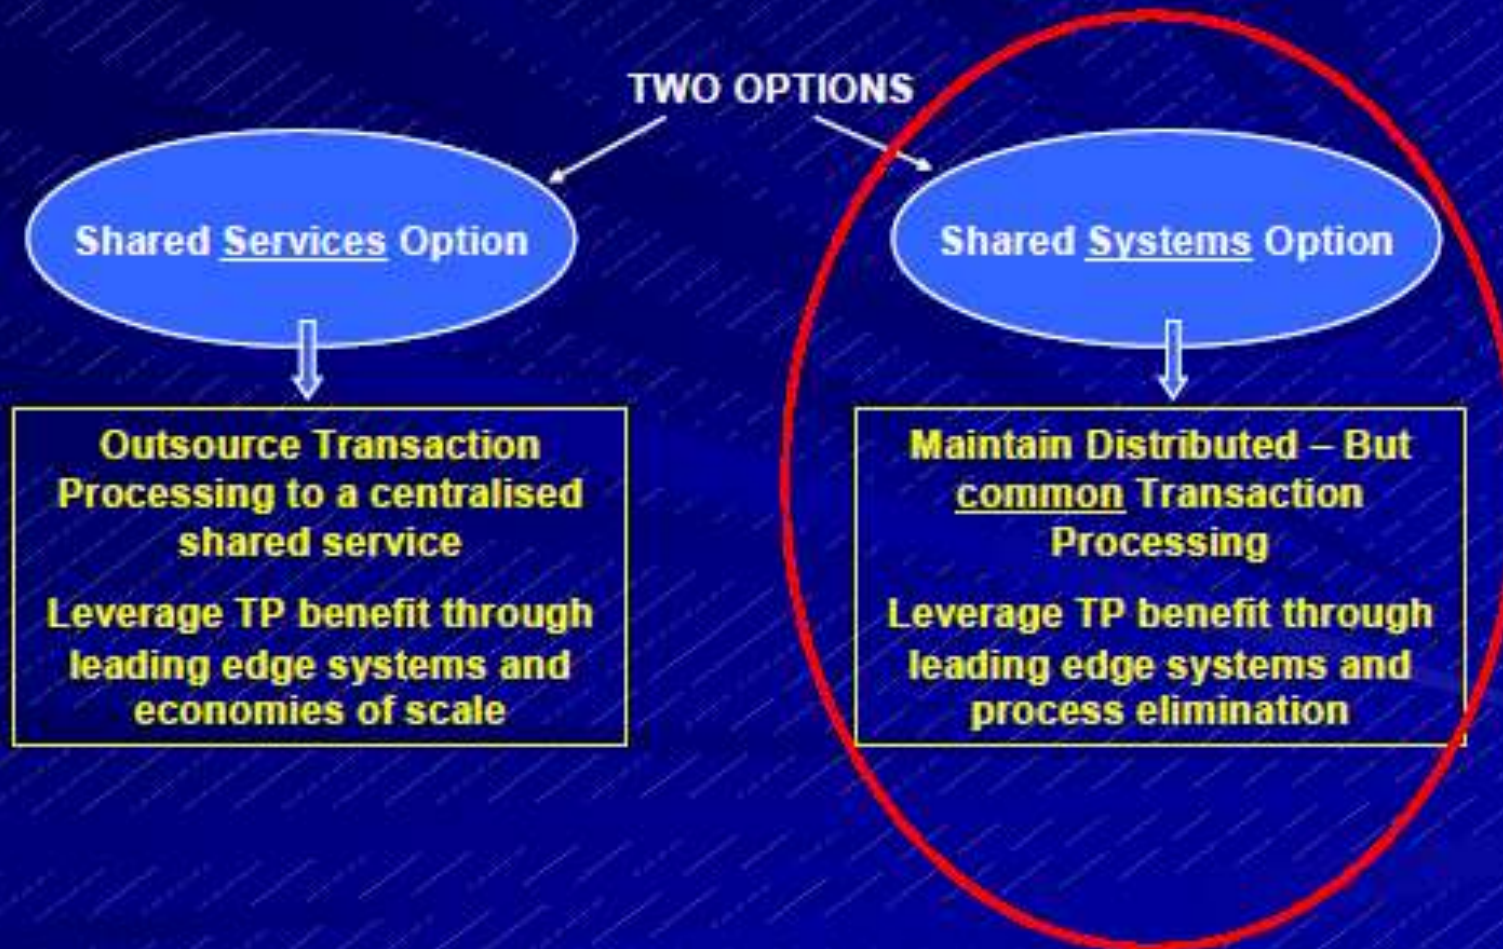 TWO OPTIONS
Shared Services Option
Outsource Transaction
Processing to a centralised
shared service
Leverage TP benefit through
leading edge systems and
economies of scale
Shared Systems Option
Maintain Distributed – But
common Transaction
Processing
Leverage TP benefit through
leading edge systems and
process elimination